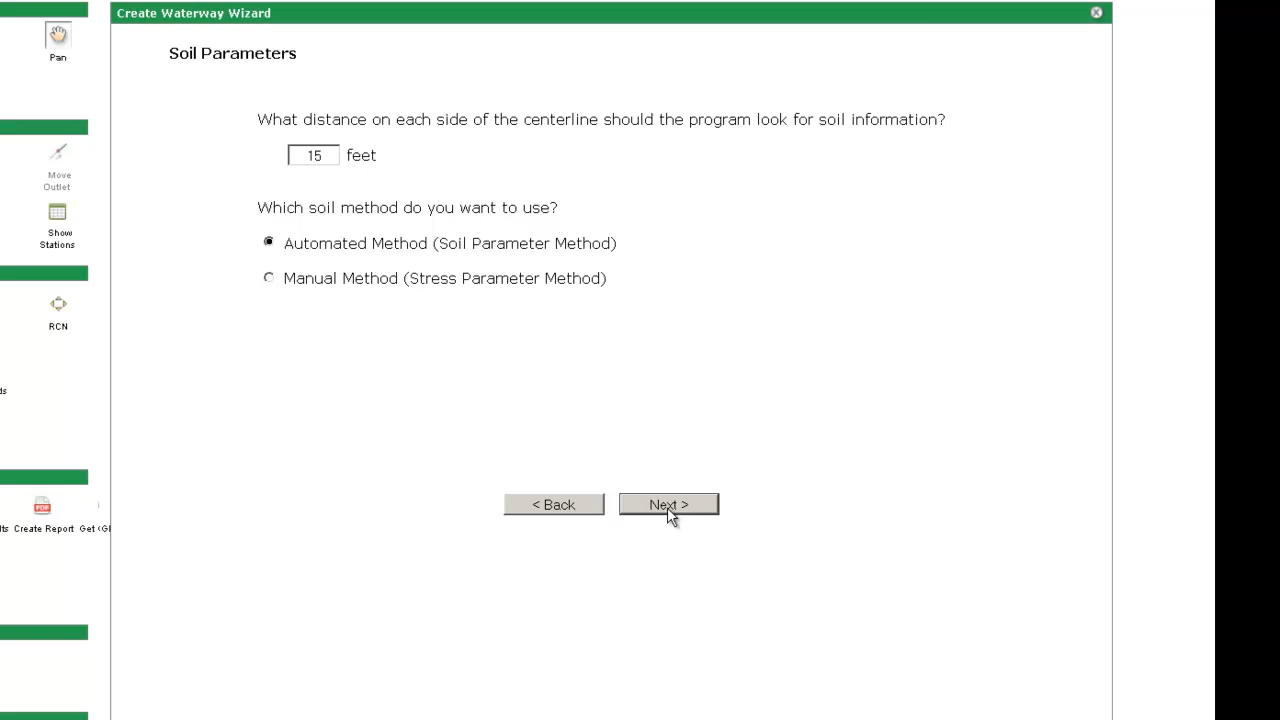 Create Waterway Wizard
Pan
Soil Parameters
What distance on each side of the centerline should the program look for soil information?
15 feet
Move
Outlet
Which soil method do you want to use?
Show
Stations
Automated Method (Soil Parameter Method)
Manual Method (Stress Parameter Method)
RCN
< Back
Next >
PDF
Create Report
Get